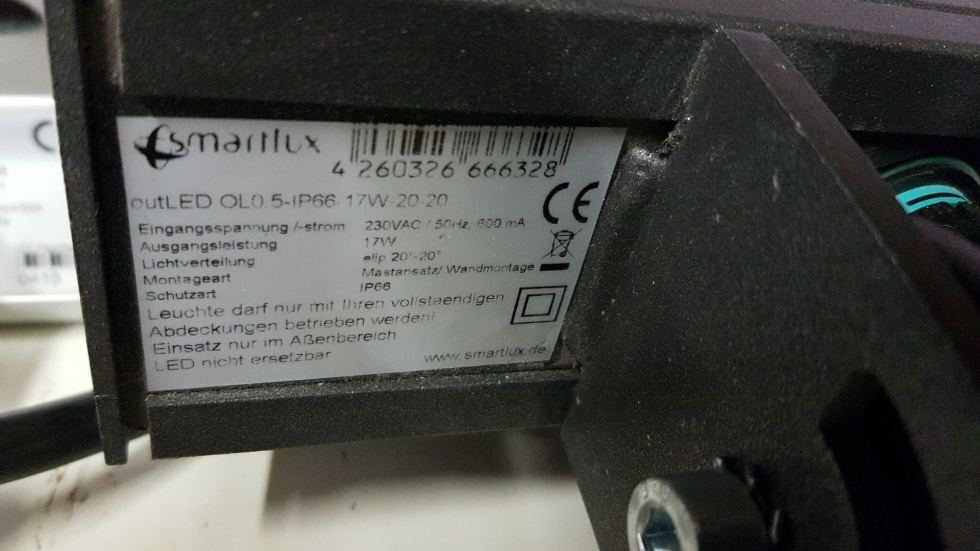 smartlux
4 260326 666328
outLED OL0.5-IP66-17W-20-20
CE
Eingangsspannung /-strom 230VAC / 50Hz, 600 mA
Ausgangsleistung 17W
Lichtverteilung elip 20°-20°
Montageart Mastansatz/ Wandmontage
Schutzart IP66
Leuchte darf nur mit Ihren vollstaendigen
Abdeckungen betrieben werden!
Einsatz nur im Außenbereich
LED nicht ersetzbar www.smartlux.de